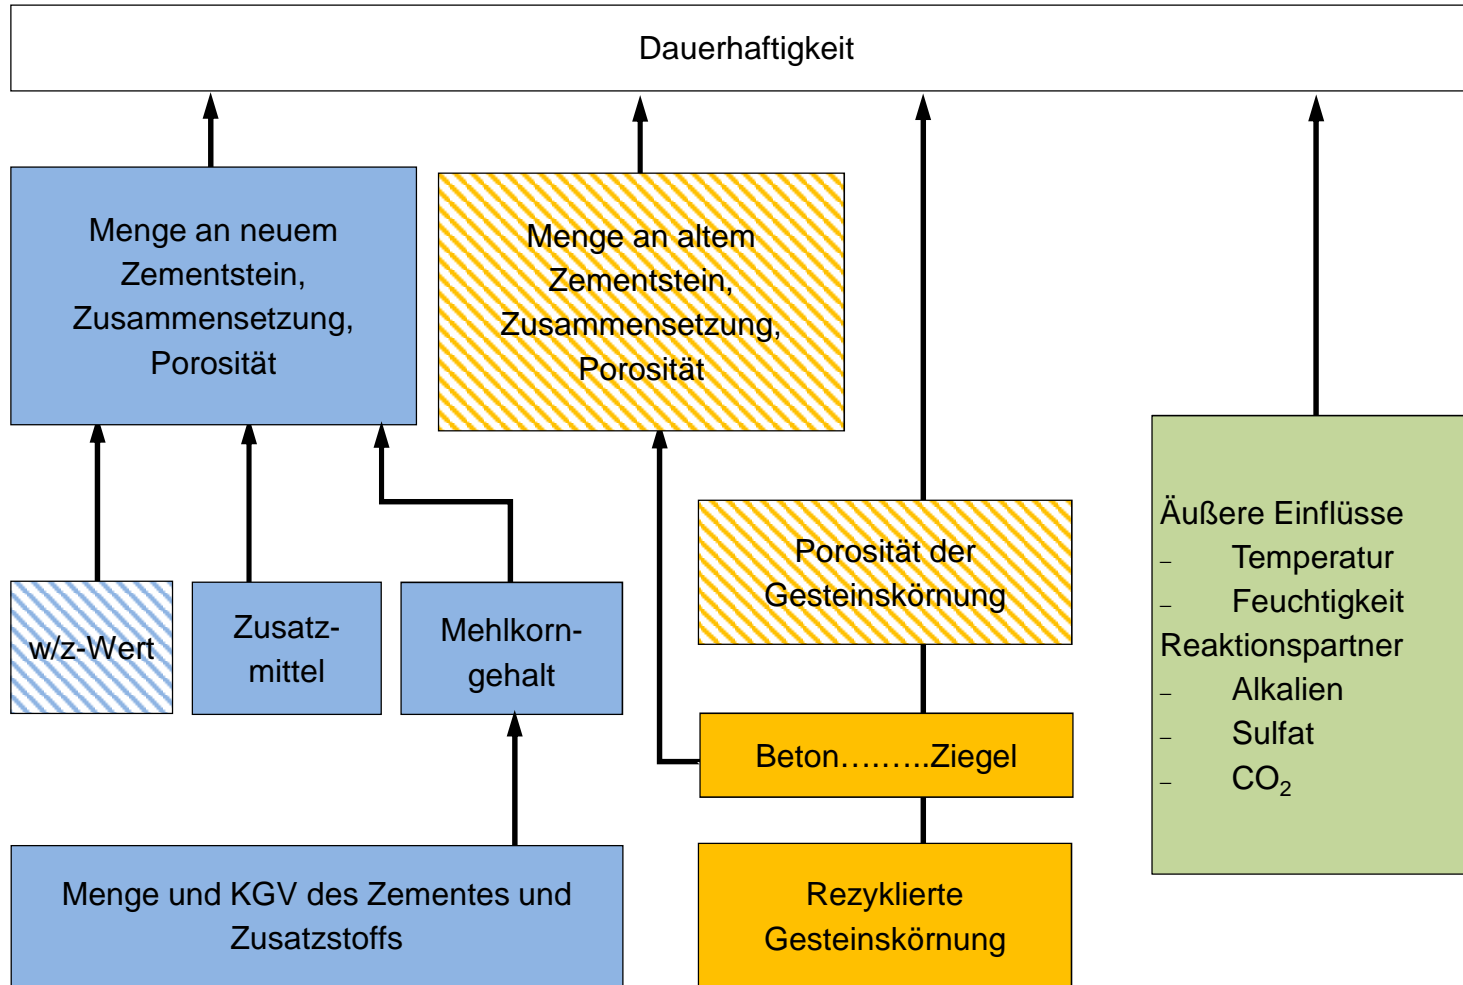 Dauerhaftigkeit
Menge an neuem
Zementstein,
Zusammensetzung,
Porosität
Menge an altem
Zementstein,
Zusammensetzung,
Porosität
Porosität der
Gesteinskörnung
Äußere Einflüsse
– Temperatur
– Feuchtigkeit
Reaktionspartner
– Alkalien
– Sulfat
– CO₂
w/z-Wert
Zusatz-
mittel
Mehlkorn-
gehalt
Beton……..Ziegel
Menge und KGV des Zementes und
Zusatzstoffs
Rezyklierte
Gesteinskörnung